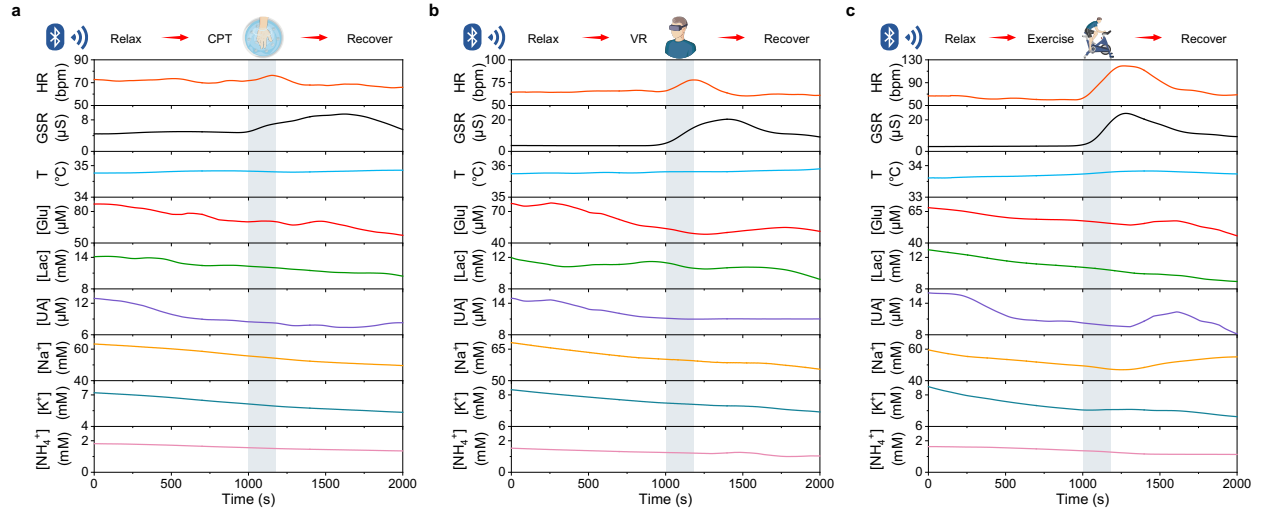 a
Relax CPT Recover
HR (bpm)
90
70
50
GSR (μS)
8
0
T (°C)
35
34
[Glu] (μM)
80
50
[Lac] (mM)
14
8
[UA] (μM)
12
6
[Na⁺] (mM)
60
40
[K⁺] (mM)
7
6
[NH₄⁺] (mM)
2
0
0 500 1000 1500 2000
Time (s)
b
Relax VR Recover
HR (bpm)
100
75
50
GSR (μS)
20
0
T (°C)
36
35
[Glu] (μM)
70
40
[Lac] (mM)
12
8
[UA] (μM)
14
6
[Na⁺] (mM)
65
50
[K⁺] (mM)
8
6
[NH₄⁺] (mM)
2
0
0 500 1000 1500 2000
Time (s)
c
Relax Exercise Recover
HR (bpm)
130
90
50
GSR (μS)
20
0
T (°C)
34
33
[Glu] (μM)
65
40
[Lac] (mM)
12
8
[UA] (μM)
14
8
[Na⁺] (mM)
60
40
[K⁺] (mM)
8
6
[NH₄⁺] (mM)
2
0
0 500 1000 1500 2000
Time (s)